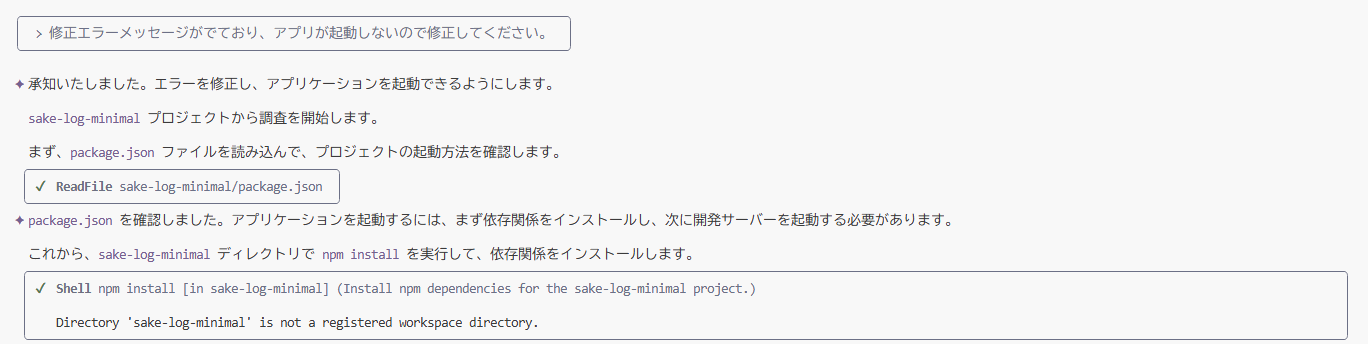 > 修正エラーメッセージがでており、アプリが起動しないので修正してください。
✦ 承知いたしました。エラーを修正し、アプリケーションを起動できるようにします。
sake-log-minimal プロジェクトから調査を開始します。
まず、package.json ファイルを読み込んで、プロジェクトの起動方法を確認します。
✓ ReadFile sake-log-minimal/package.json
✦ package.json を確認しました。アプリケーションを起動するには、まず依存関係をインストールし、次に開発サーバーを起動する必要があります。
これから、sake-log-minimal ディレクトリで npm install を実行して、依存関係をインストールします。
✓ Shell npm install [in sake-log-minimal] (Install npm dependencies for the sake-log-minimal project.)
Directory 'sake-log-minimal' is not a registered workspace directory.